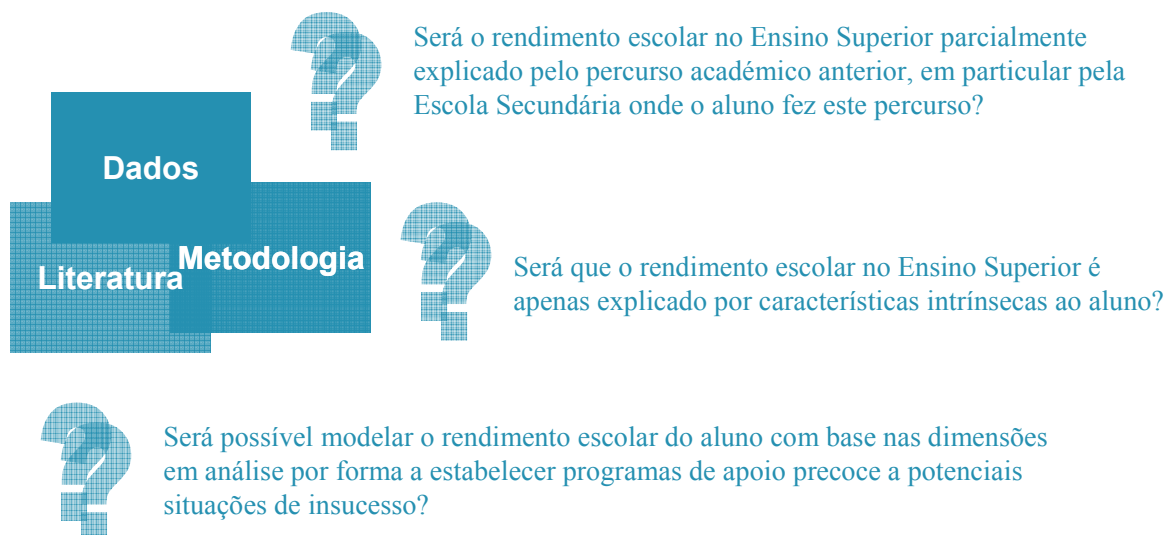 Será o rendimento escolar no Ensino Superior parcialmente
explicado pelo percurso académico anterior, em particular pela
Escola Secundária onde o aluno fez este percurso?
Dados
Metodologia
Literatura
Será que o rendimento escolar no Ensino Superior é
apenas explicado por características intrínsecas ao aluno?
Será possível modelar o rendimento escolar do aluno com base nas dimensões
em análise por forma a estabelecer programas de apoio precoce a potenciais
situações de insucesso?